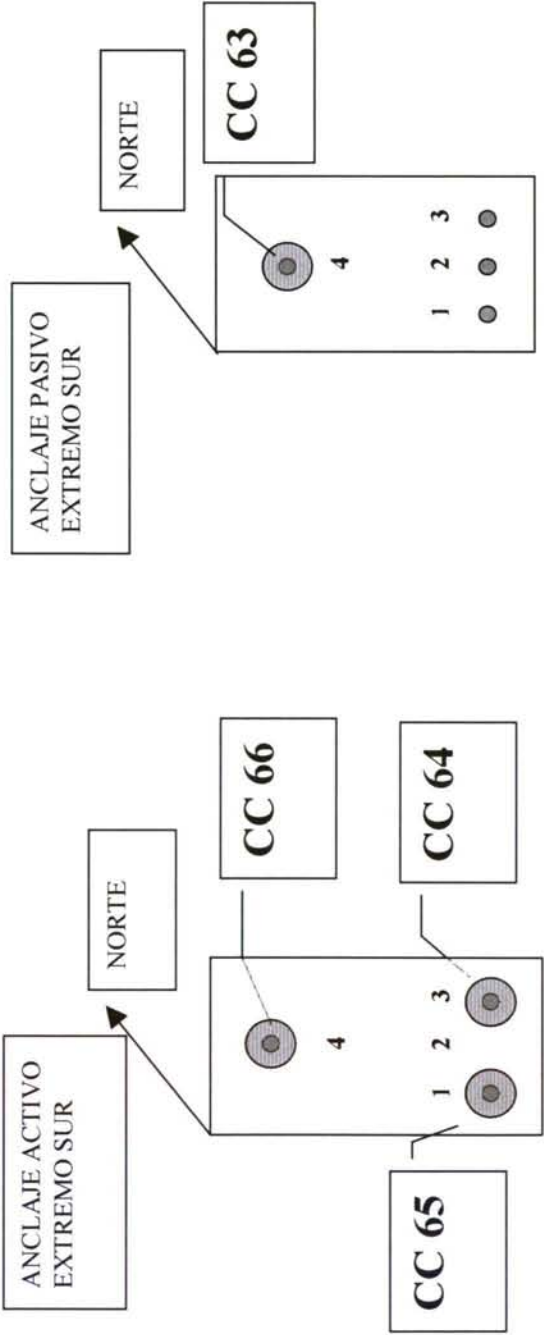 ANCLAJE ACTIVO
EXTREMO SUR
NORTE
CC 66
4
1 2 3
CC 65
CC 64
ANCLAJE PASIVO
EXTREMO SUR
NORTE
CC 63
4
1 2 3